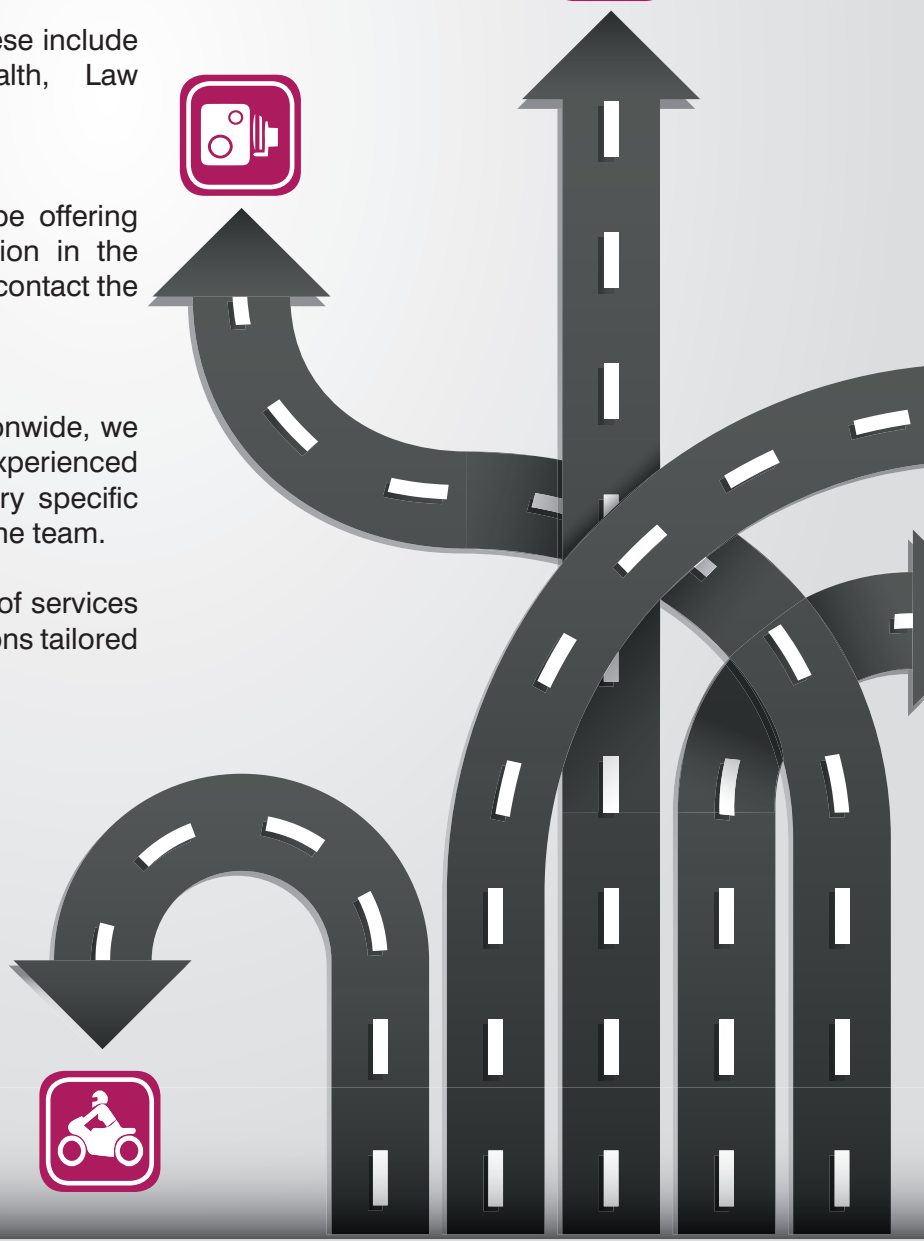 ese include
alth, Law
be offering
tion in the
contact the
onwide, we
xperienced
ry specific
he team.
of services
ons tailored